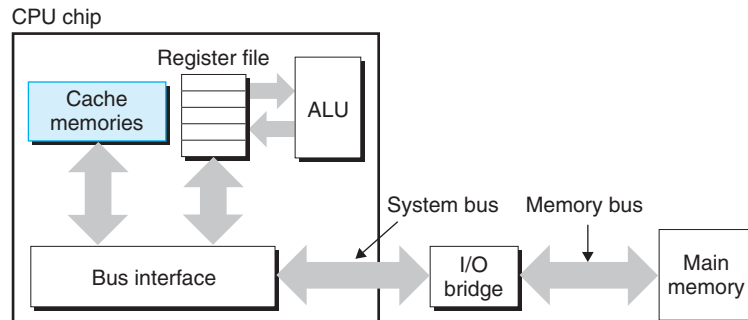 CPU chip
Register file
Cache
memories
ALU
System bus
Memory bus
Bus interface
I/O
bridge
Main
memory